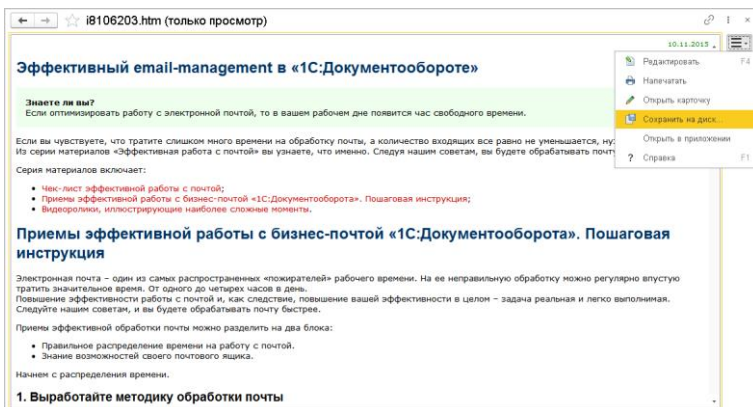 i8106203.htm (только просмотр)
10.11.2015
Эффективный email-management в «1С:Документообороте»
Редактировать F4
Напечатать
Открыть карточку
Сохранить на диск...
Открыть в приложении
? Справка F1
Знаете ли вы?
Если оптимизировать работу с электронной почтой, то в вашем рабочем дне появится час свободного времени.
Если вы чувствуете, что тратите слишком много времени на обработку почты, а количество входящих все равно не уменьшается,
Из серии материалов «Эффективная работа с почтой» вы узнаете, что именно. Следуя нашим советам, вы будете обрабатывать
Серия материалов включает:
• Чек-лист эффективной работы с почтой;
• Приемы эффективной работы с бизнес-почтой «1С:Документооборота». Пошаговая инструкция;
• Видеоролики, иллюстрирующие наиболее сложные моменты.
Приемы эффективной работы с бизнес-почтой «1С:Документооборота». Пошаговая
инструкция
Электронная почта – один из самых распространенных «пожирателей» рабочего времени. На ее неправильную обработку можно регулярно впустую
тратить значительное время. От одного до четырех часов в день.
Повышение эффективности работы с почтой и, как следствие, повышение вашей эффективности в целом – задача реальная и легко выполнимая.
Следуйте нашим советам, и вы будете обрабатывать почту быстрее.
Приемы эффективной обработки почты можно разделить на два блока:
• Правильное распределение времени на работу с почтой.
• Знание возможностей своего почтового ящика.
Начнем с распределения времени.
1. Выработайте методику обработки почты